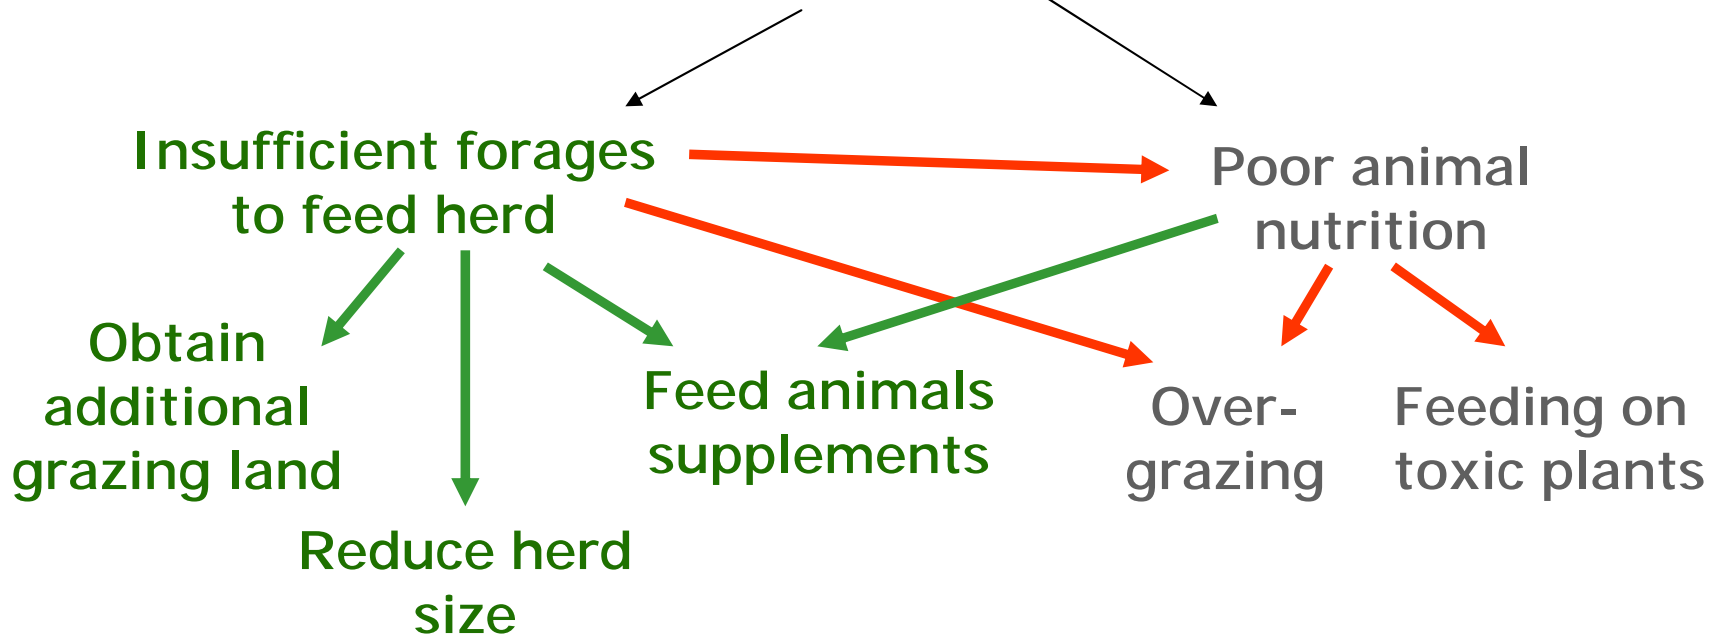 Insufficient forages
to feed herd
Poor animal
nutrition
Obtain
additional
grazing land
Feed animals
supplements
Over-
grazing
Feeding on
toxic plants
Reduce herd
size